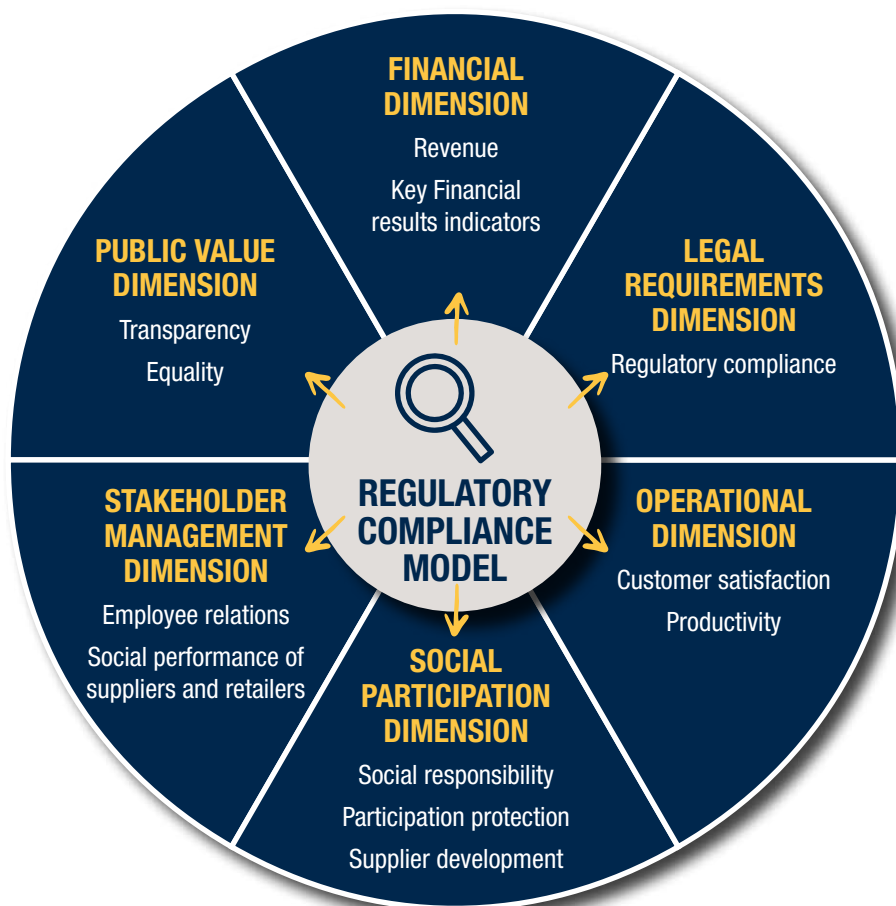 FINANCIAL
DIMENSION
Revenue
Key Financial
results indicators
LEGAL
REQUIREMENTS
DIMENSION
Regulatory compliance
OPERATIONAL
DIMENSION
Customer satisfaction
Productivity
SOCIAL
PARTICIPATION
DIMENSION
Social responsibility
Participation protection
Supplier development
STAKEHOLDER
MANAGEMENT
DIMENSION
Employee relations
Social performance of
suppliers and retailers
PUBLIC VALUE
DIMENSION
Transparency
Equality
REGULATORY
COMPLIANCE
MODEL